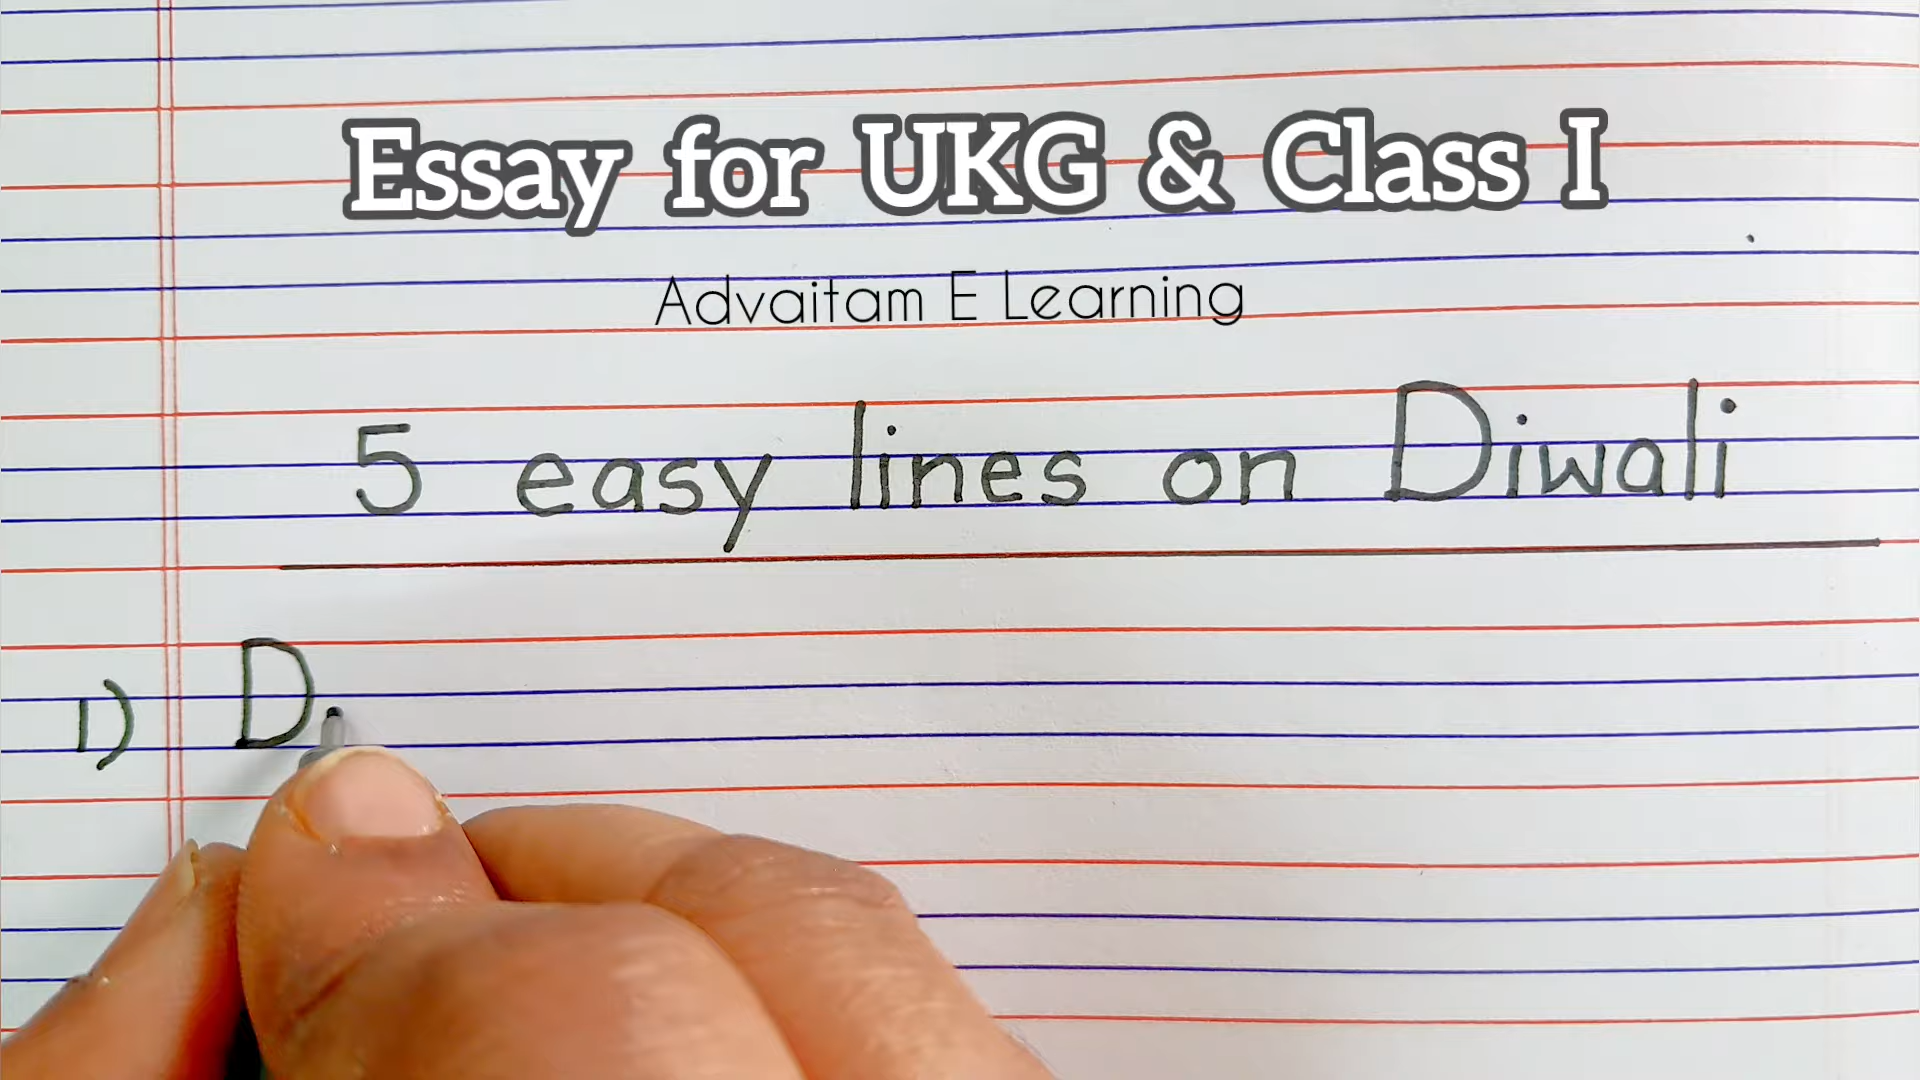 Essay for UKG & Class I
Advaitam E Learning
5 easy lines on Diwali
1) D